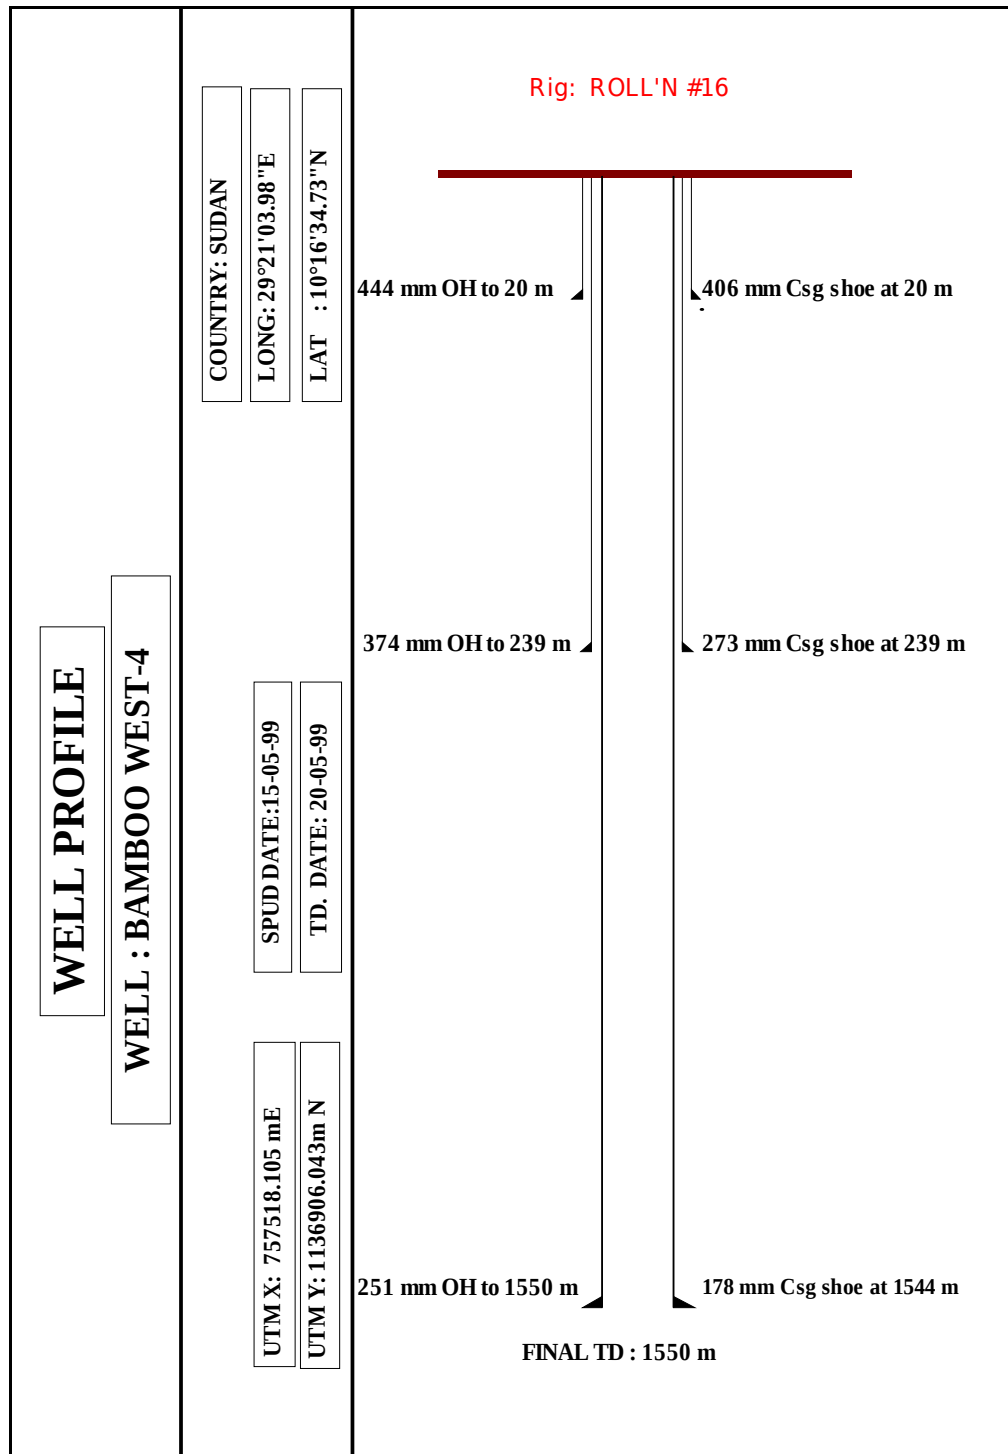 WELL PROFILE
WELL : BAMBOO WEST-4
COUNTRY: SUDAN
LONG: 29°21'03.98"E
LAT : 10°16'34.73"N
SPUD DATE:15-05-99
TD. DATE: 20-05-99
UTM X: 757518.105 mE
UTM Y: 1136906.043m N
Rig: ROLL'N #16
444 mm OH to 20 m
406 mm Csg shoe at 20 m
.
374 mm OH to 239 m
273 mm Csg shoe at 239 m
251 mm OH to 1550 m
178 mm Csg shoe at 1544 m
FINAL TD : 1550 m